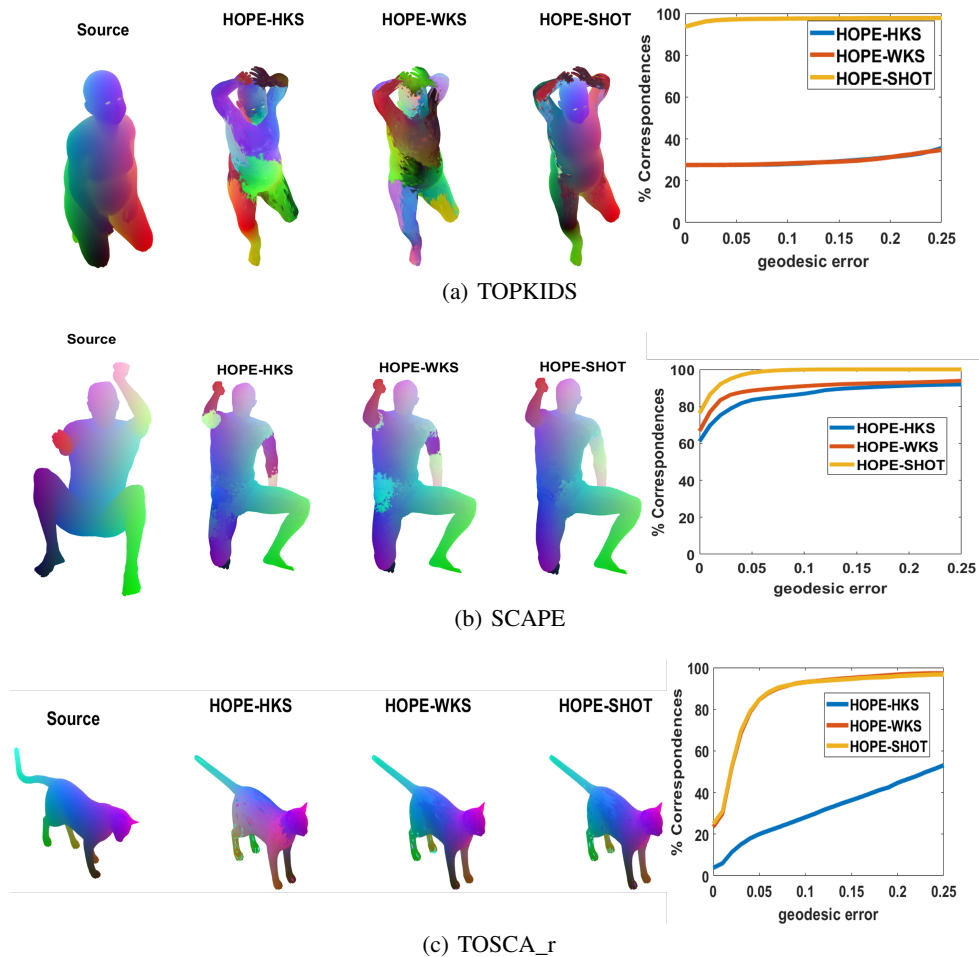 Source
HOPE-HKS
HOPE-WKS
HOPE-SHOT
100
80
60
40
20
0
% Correspondences
HOPE-HKS
HOPE-WKS
HOPE-SHOT
0 0.05 0.1 0.15 0.2 0.25
geodesic error
(a) TOPKIDS
Source
HOPE-HKS
HOPE-WKS
HOPE-SHOT
100
80
60
40
20
0
% Correspondences
HOPE-HKS
HOPE-WKS
HOPE-SHOT
0 0.05 0.1 0.15 0.2 0.25
geodesic error
(b) SCAPE
Source
HOPE-HKS
HOPE-WKS
HOPE-SHOT
100
80
60
40
20
0
% Correspondences
HOPE-HKS
HOPE-WKS
HOPE-SHOT
0 0.05 0.1 0.15 0.2 0.25
geodesic error
(c) TOSCA_r